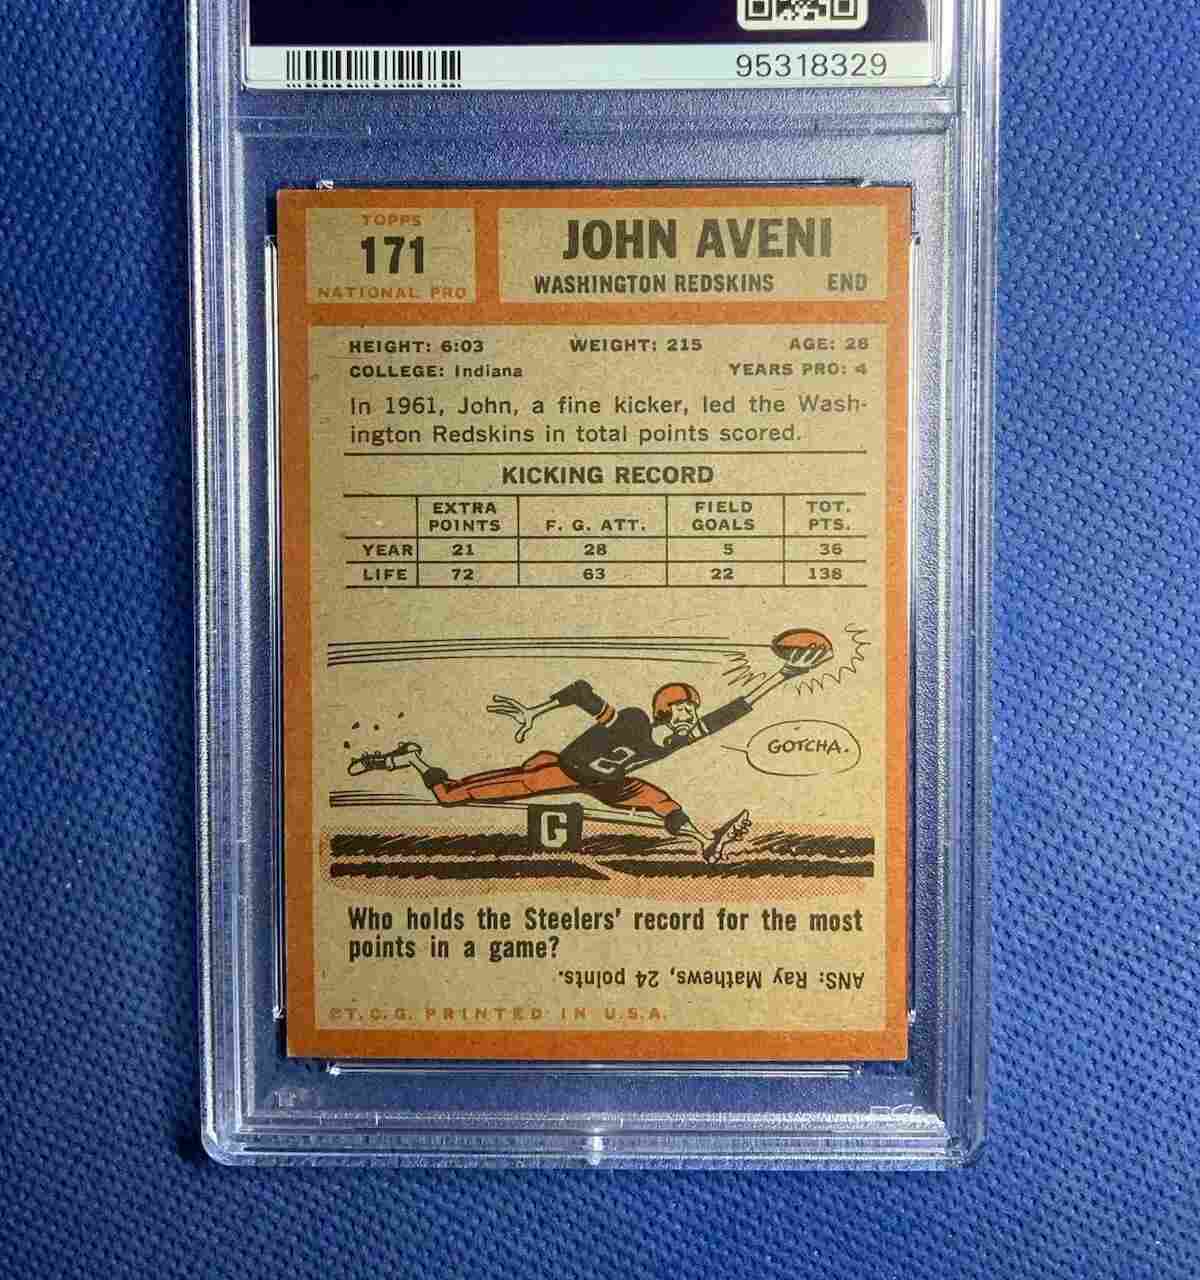 95318329
TOPPS
171
NATIONAL PRO
JOHN AVENI
WASHINGTON REDSKINS END
HEIGHT: 6:03 WEIGHT: 215 AGE: 26
COLLEGE: Indiana YEARS PRO: 4
In 1961, John, a fine kicker, led the Wash-
ington Redskins in total points scored.
KICKING RECORD
EXTRA POINTS F. G. ATT. FIELD GOALS TOT. PTS.
YEAR 21 28 5 36
LIFE 72 63 22 138
GOTCHA.
2
G
Who holds the Steelers' record for the most
points in a game?
ANS: Ray Mathews, 24 points.
©T.C.G. PRINTED IN U.S.A.